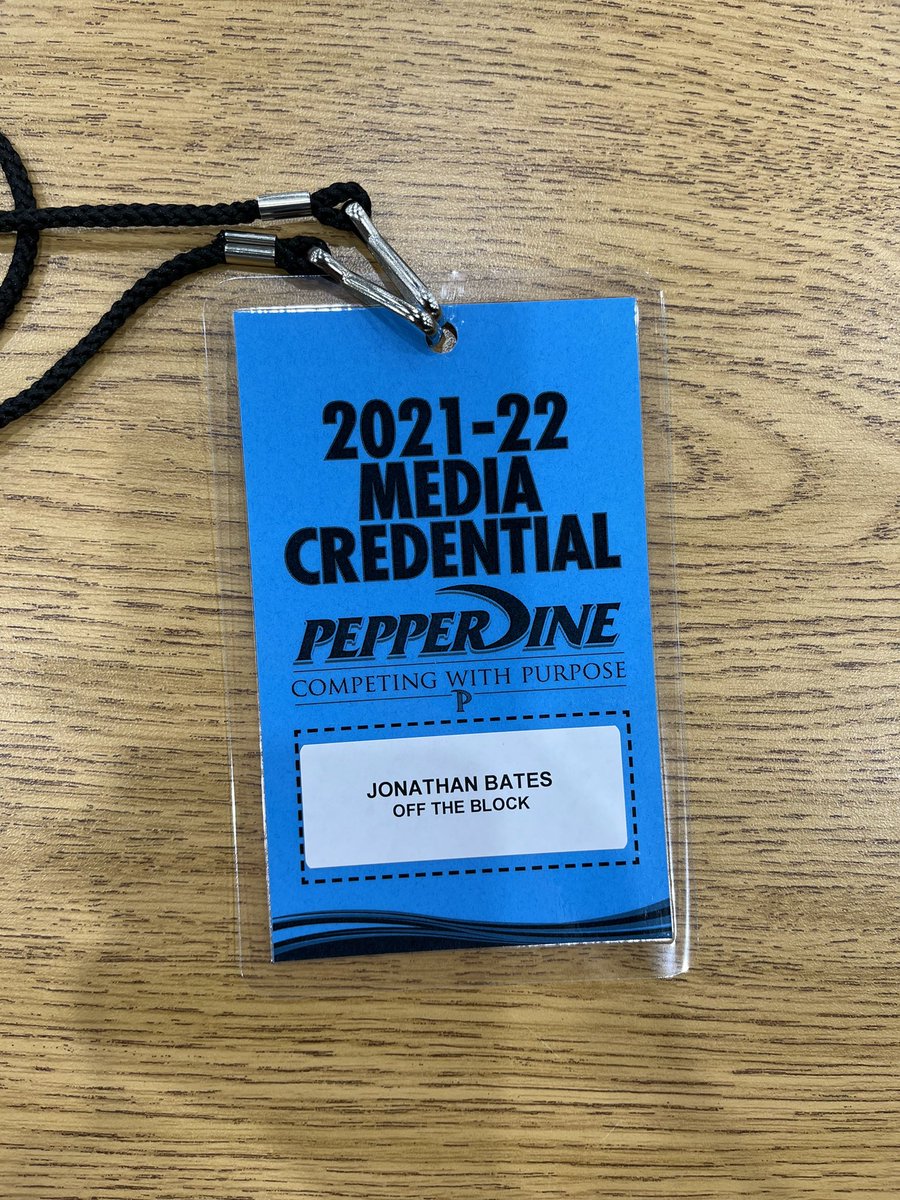 2021-22
MEDIA
CREDENTIAL
PEPPERDINE
COMPETING WITH PURPOSE
P
JONATHAN BATES
OFF THE BLOCK